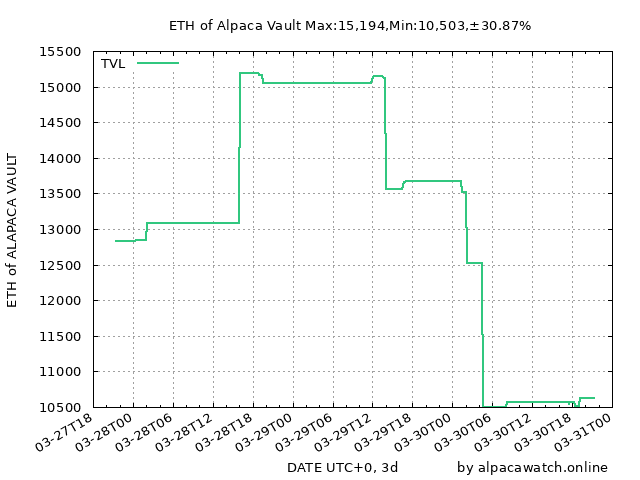 ETH of Alpaca Vault Max:15,194,Min:10,503,±30.87%
TVL
ETH of ALAPACA VAULT
15500
15000
14500
14000
13500
13000
12500
12000
11500
11000
10500
03-27T18
03-28T00
03-28T06
03-28T12
03-28T18
03-29T00
03-29T06
03-29T12
03-29T18
03-30T00
03-30T06
03-30T12
03-30T18
03-31T00
DATE UTC+0, 3d
by alpacawatch.online